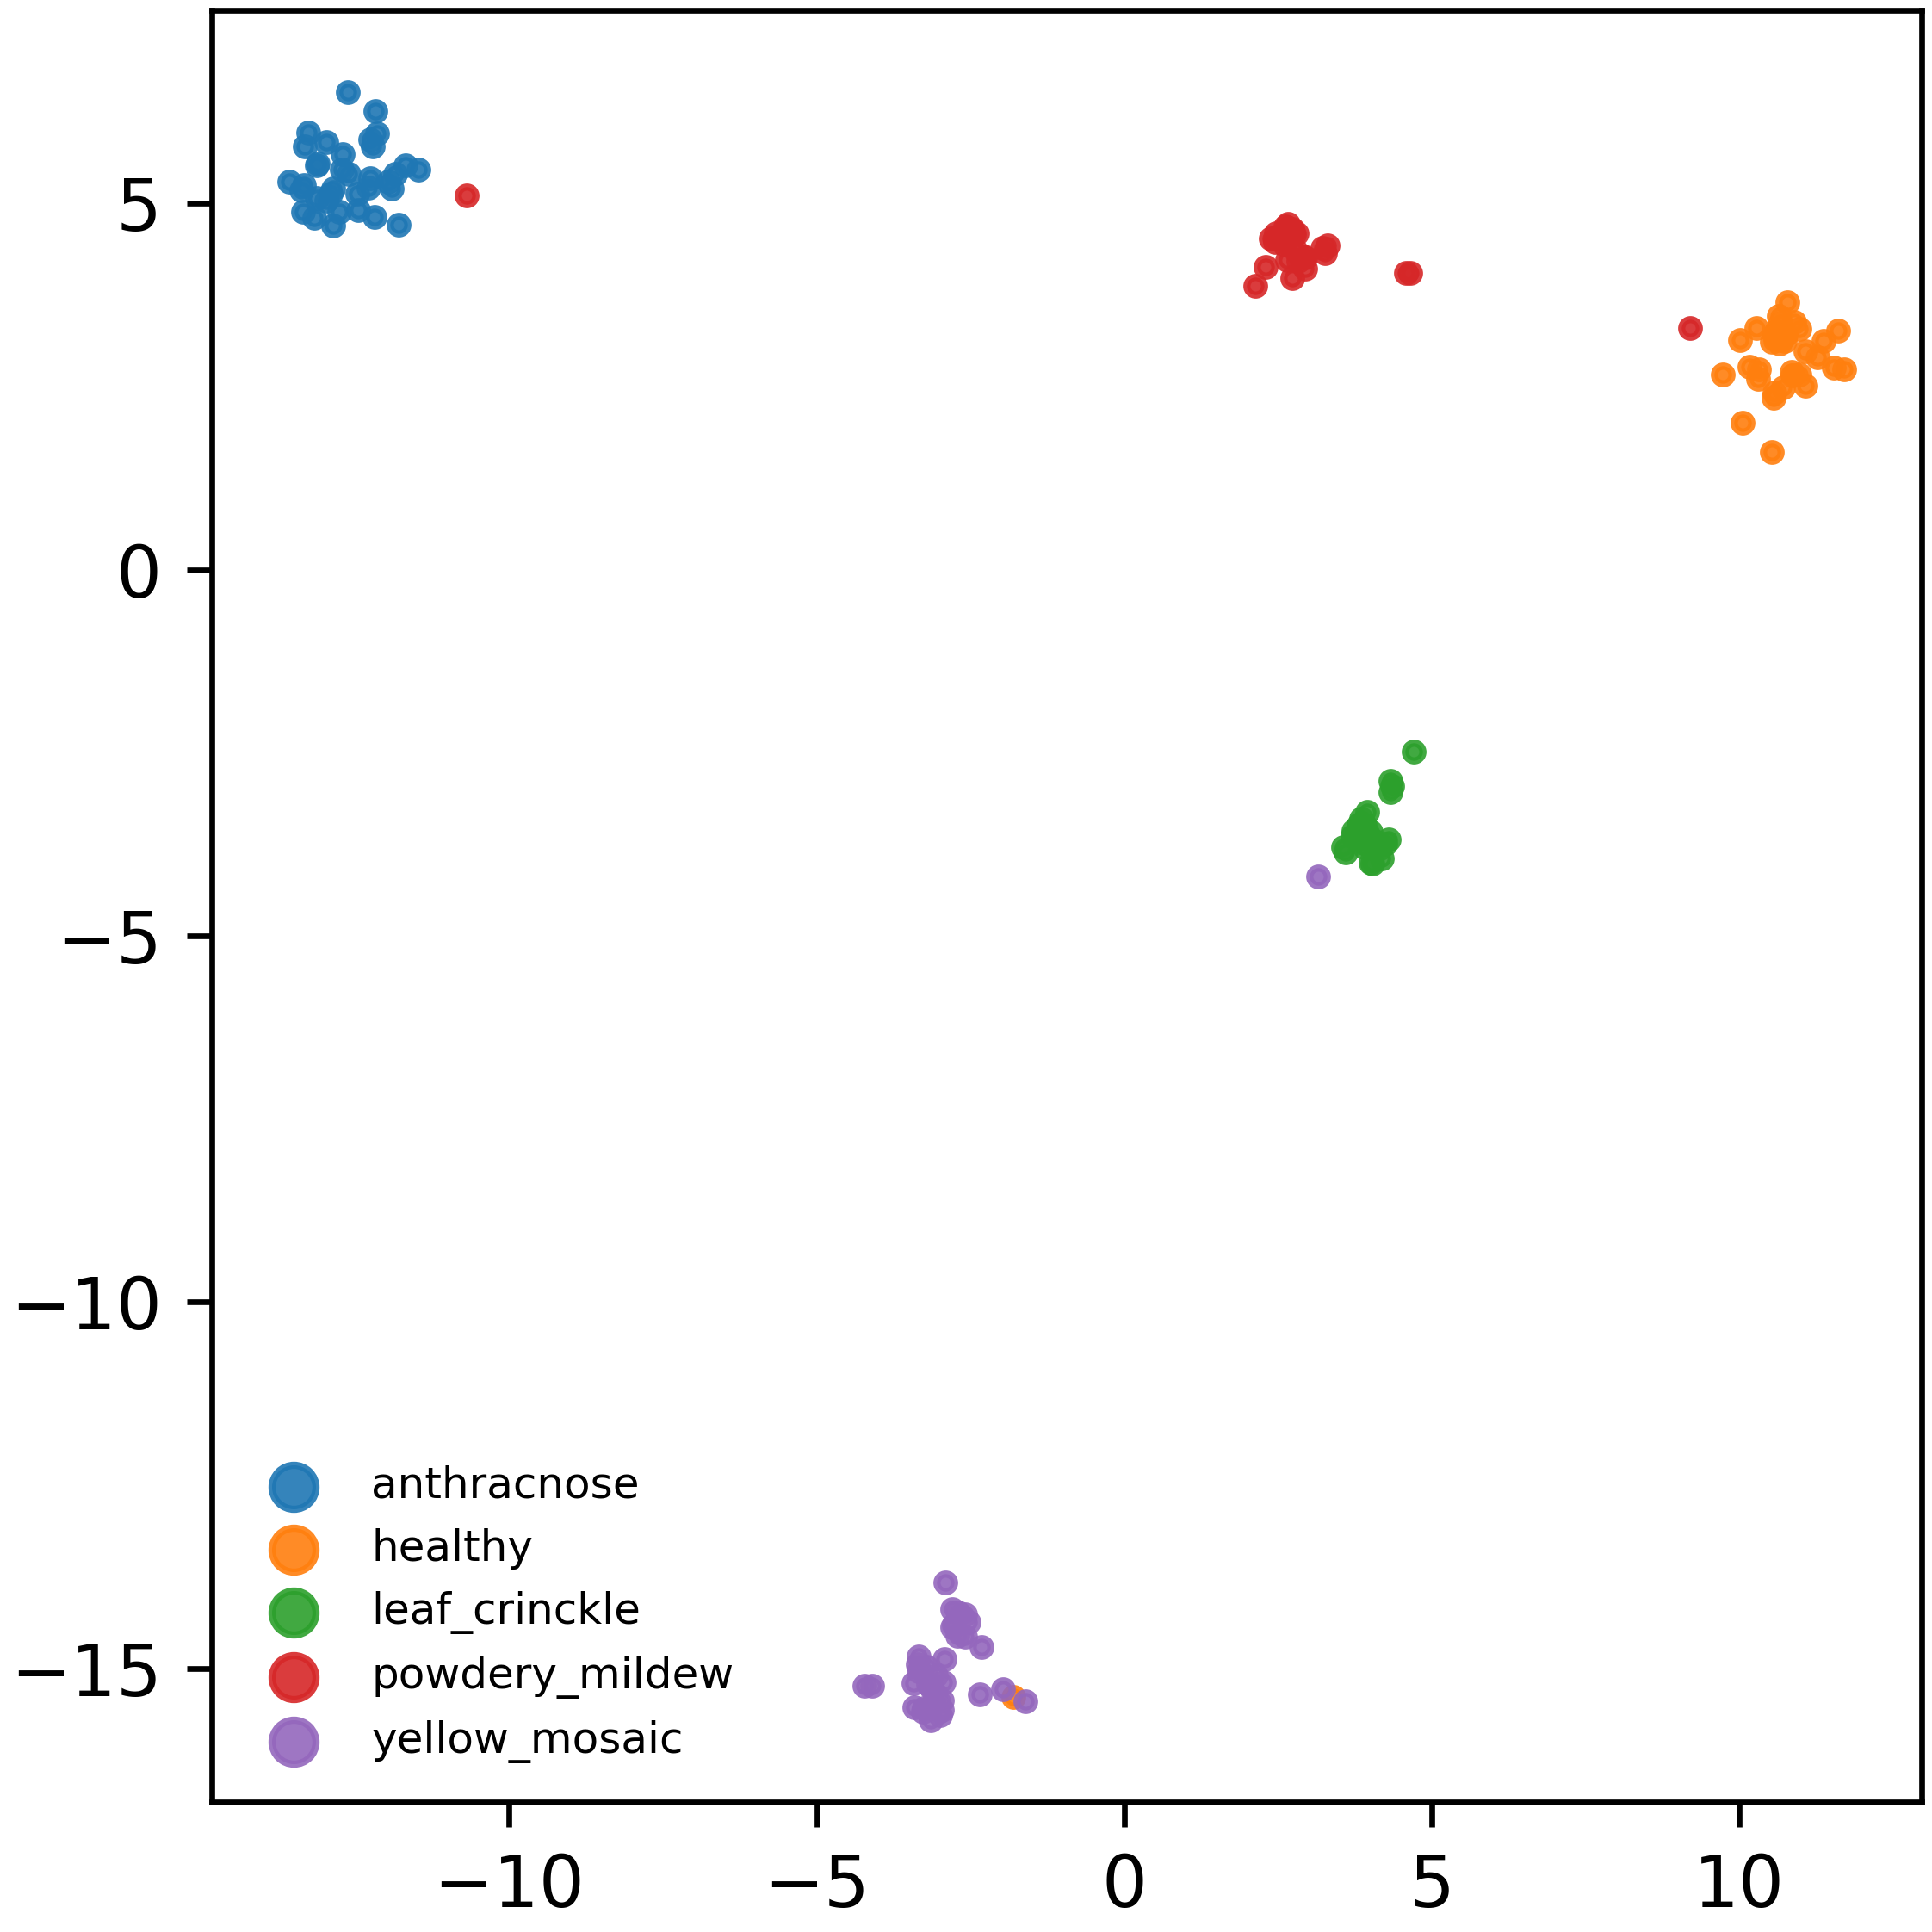 5
0
−5
−10
−15
anthracnose
healthy
leaf_crinckle
powdery_mildew
yellow_mosaic
−10 −5 0 5 10